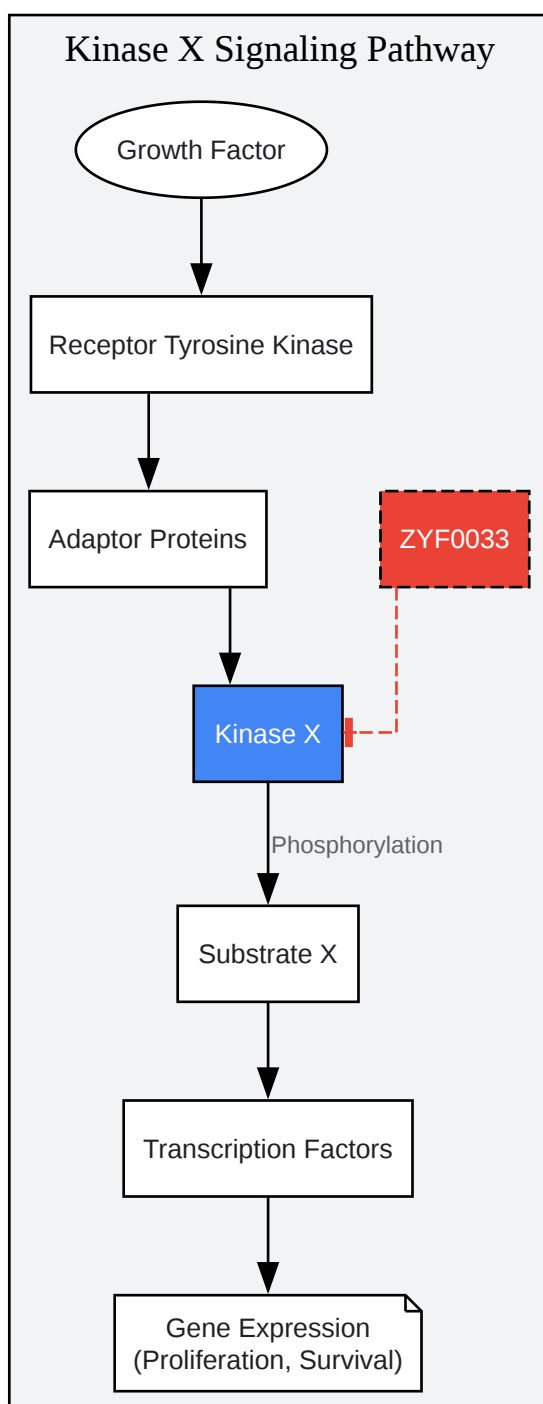 Kinase X Signaling Pathway
Growth Factor
Receptor Tyrosine Kinase
Adaptor Proteins
ZYF0033
Kinase X
Phosphorylation
Substrate X
Transcription Factors
Gene Expression
(Proliferation, Survival)